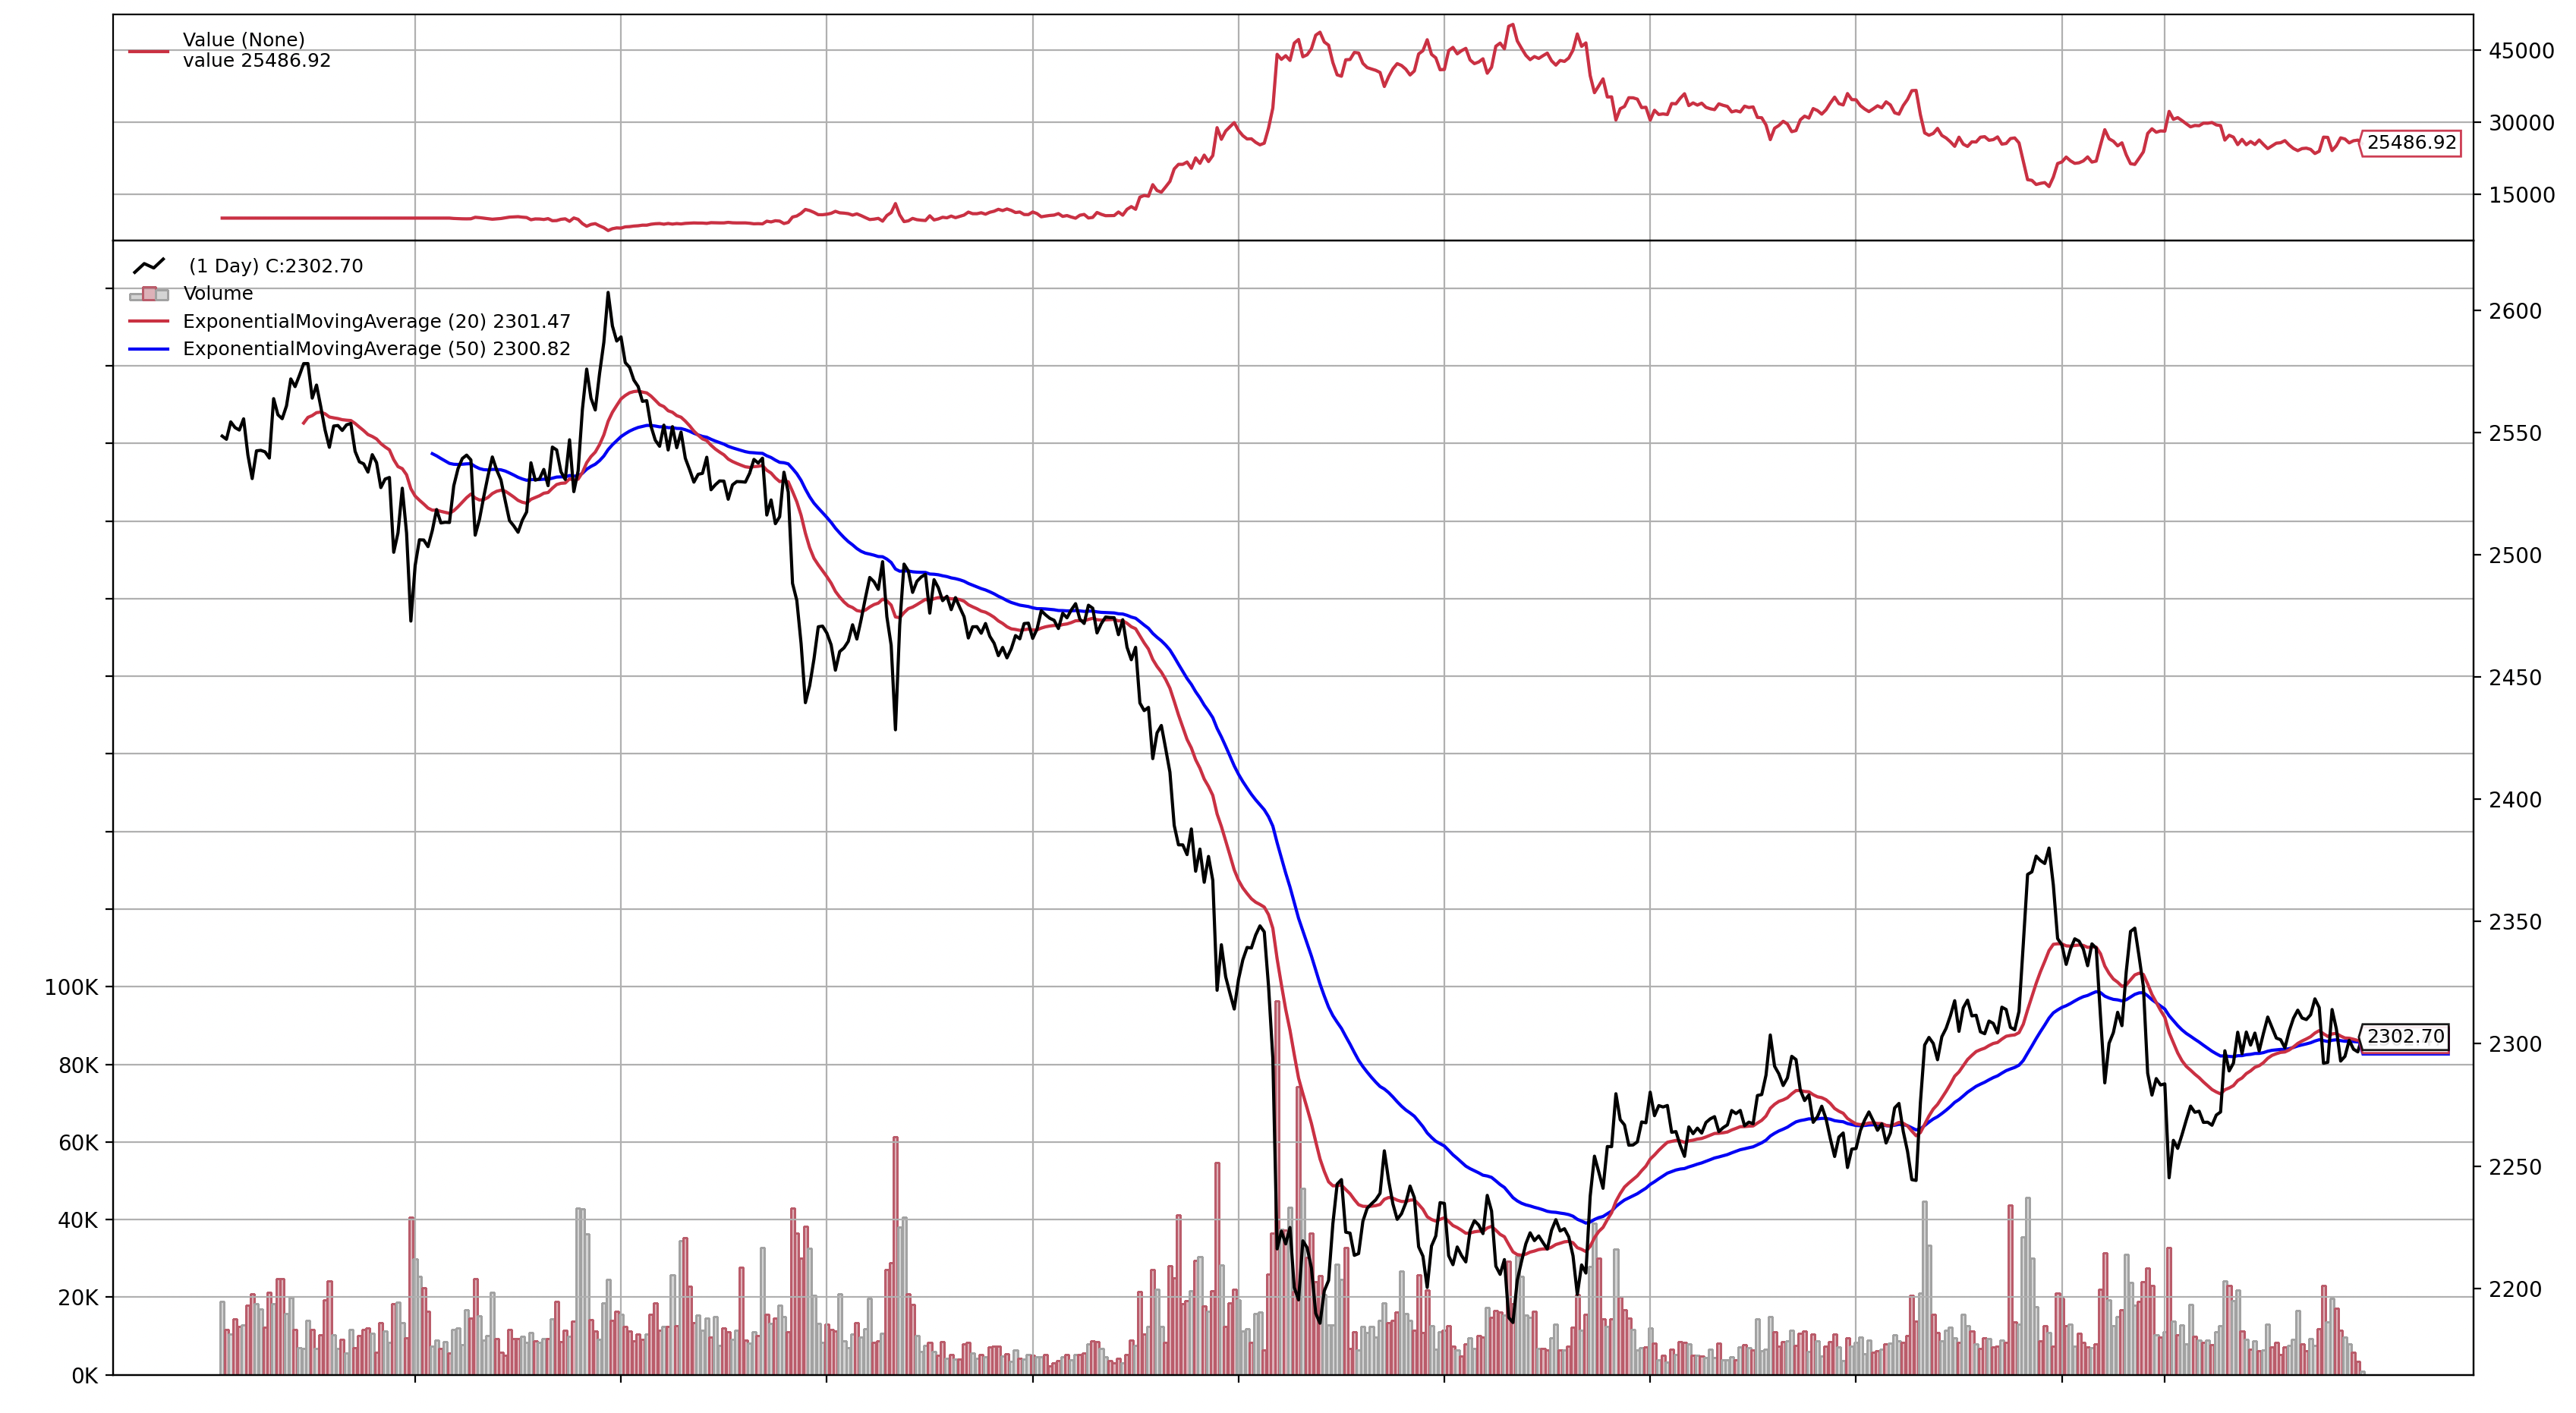 Value (None)
value 25486.92
45000
30000
25486.92
15000
(1 Day) C:2302.70
Volume
ExponentialMovingAverage (20) 2301.47
ExponentialMovingAverage (50) 2300.82
2600
2550
2500
2450
2400
2350
2302.70
2300
2250
2200
100K
80K
60K
40K
20K
0K